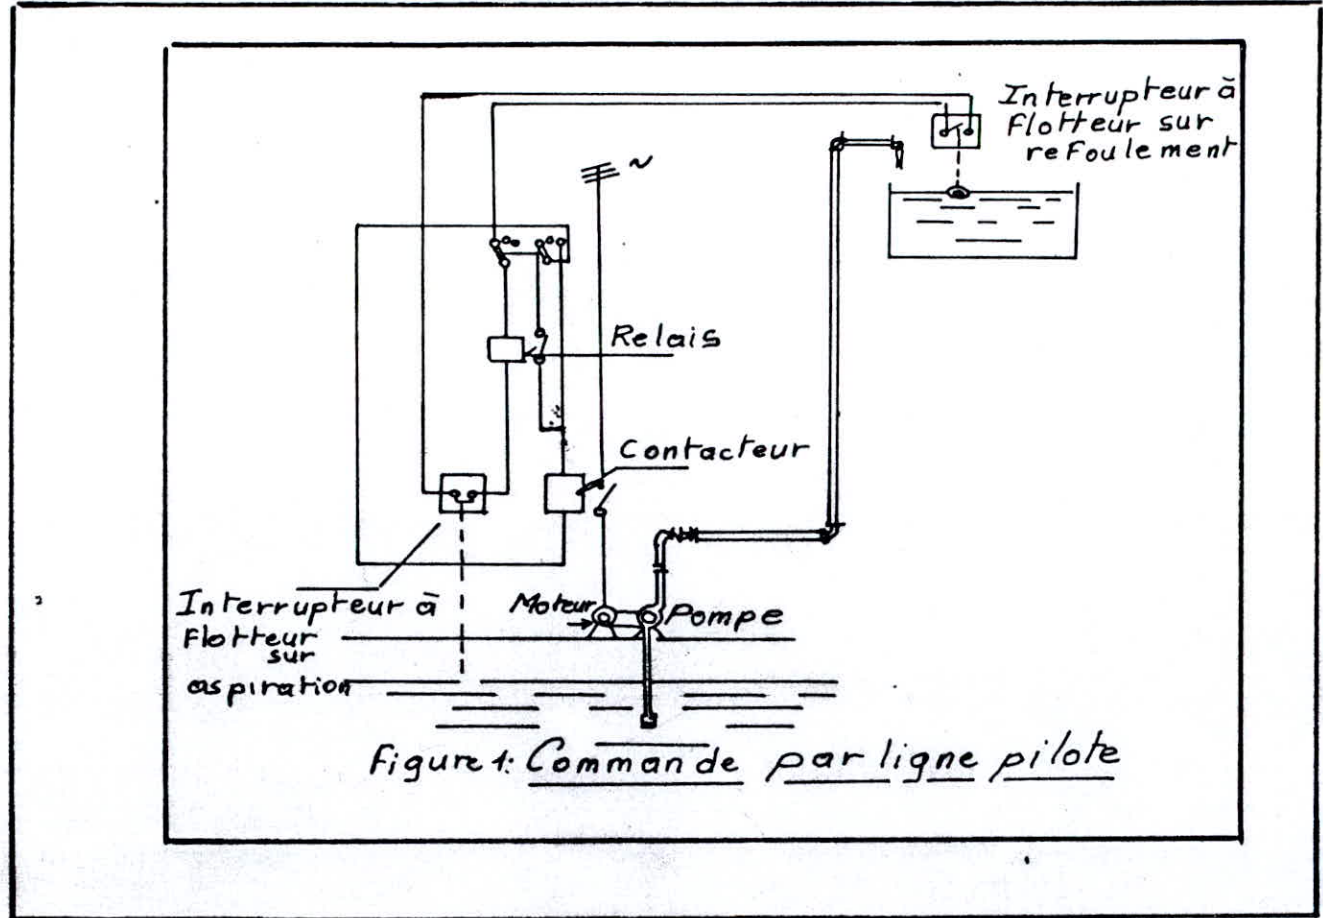 Interrupteur à
Flotteur sur
refoulement
~
Relais
Contacteur
Interrupteur à
Flotteur
sur
aspiration
Moteur
Pompe
Figure 1: Commande par ligne pilote